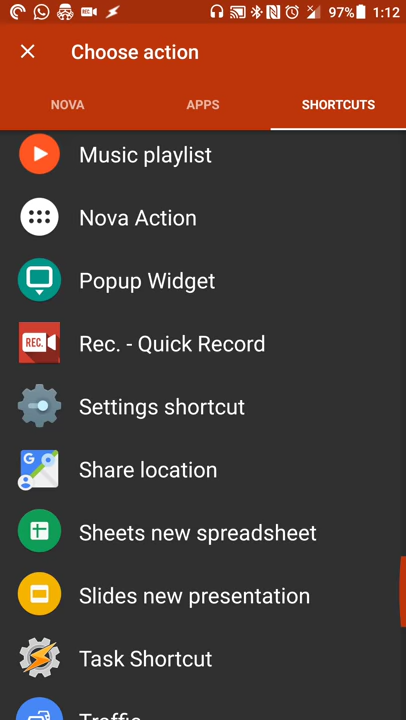 97% 1:12
Choose action
NOVA APPS SHORTCUTS
Music playlist
Nova Action
Popup Widget
REC. Rec. - Quick Record
Settings shortcut
G Share location
Sheets new spreadsheet
Slides new presentation
Task Shortcut
Traffic